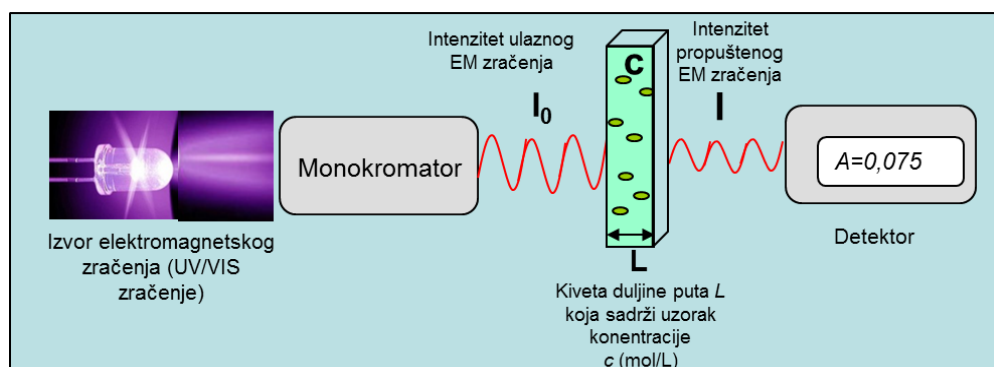 Intenzitet ulaznog
EM zračenja
I0
C
Intenzitet
propuštenog
EM zračenja
I
Monokromator
A=0,075
Izvor elektromagnetskog
zračenja (UV/VIS
zračenje)
Detektor
L
Kiveta duljine puta L
koja sadrži uzorak
konentracije
c (mol/L)